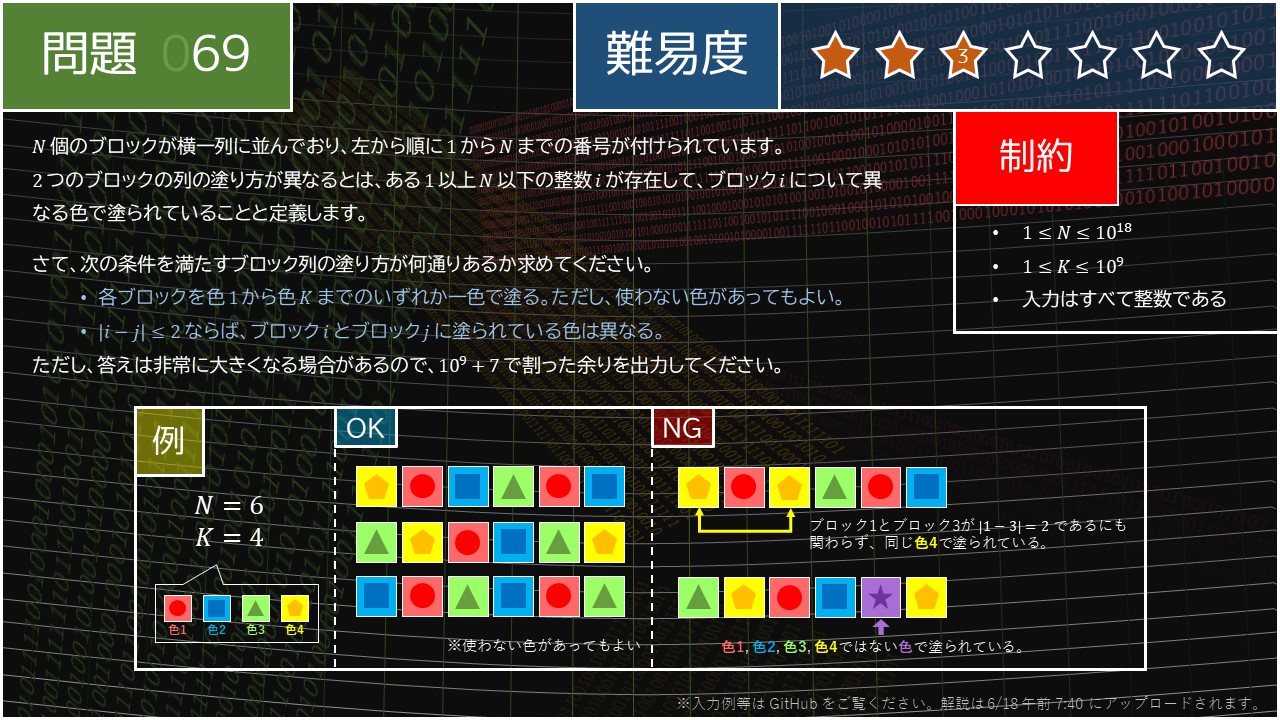 問題 069
難易度
3
N 個のブロックが横一列に並んでおり、左から順に 1 から N までの番号が付けられています。
2 つのブロックの列の塗り方が異なるとは、ある 1 以上 N 以下の整数 i が存在して、ブロック i について異
なる色で塗られていることと定義します。
さて、次の条件を満たすブロック列の塗り方が何通りあるか求めてください。
• 各ブロックを色 1 から色 K までのいずれか一色で塗る。ただし、使わない色があってもよい。
• |i − j| ≤ 2 ならば、ブロック i とブロック j に塗られている色は異なる。
ただし、答えは非常に大きくなる場合があるので、10⁹ + 7 で割った余りを出力してください。
制約
• 1 ≤ N ≤ 10¹⁸
• 1 ≤ K ≤ 10⁹
• 入力はすべて整数である
例
N = 6
K = 4
色1 色2 色3 色4
OK
※使わない色があってもよい
NG
ブロック1とブロック3が |1 − 3| = 2 であるにも
関わらず、同じ色4で塗られている。
色1, 色2, 色3, 色4ではない色で塗られている。
※入力例等は GitHub をご覧ください。解説は 6/18 午前 7:40 にアップロードされます。